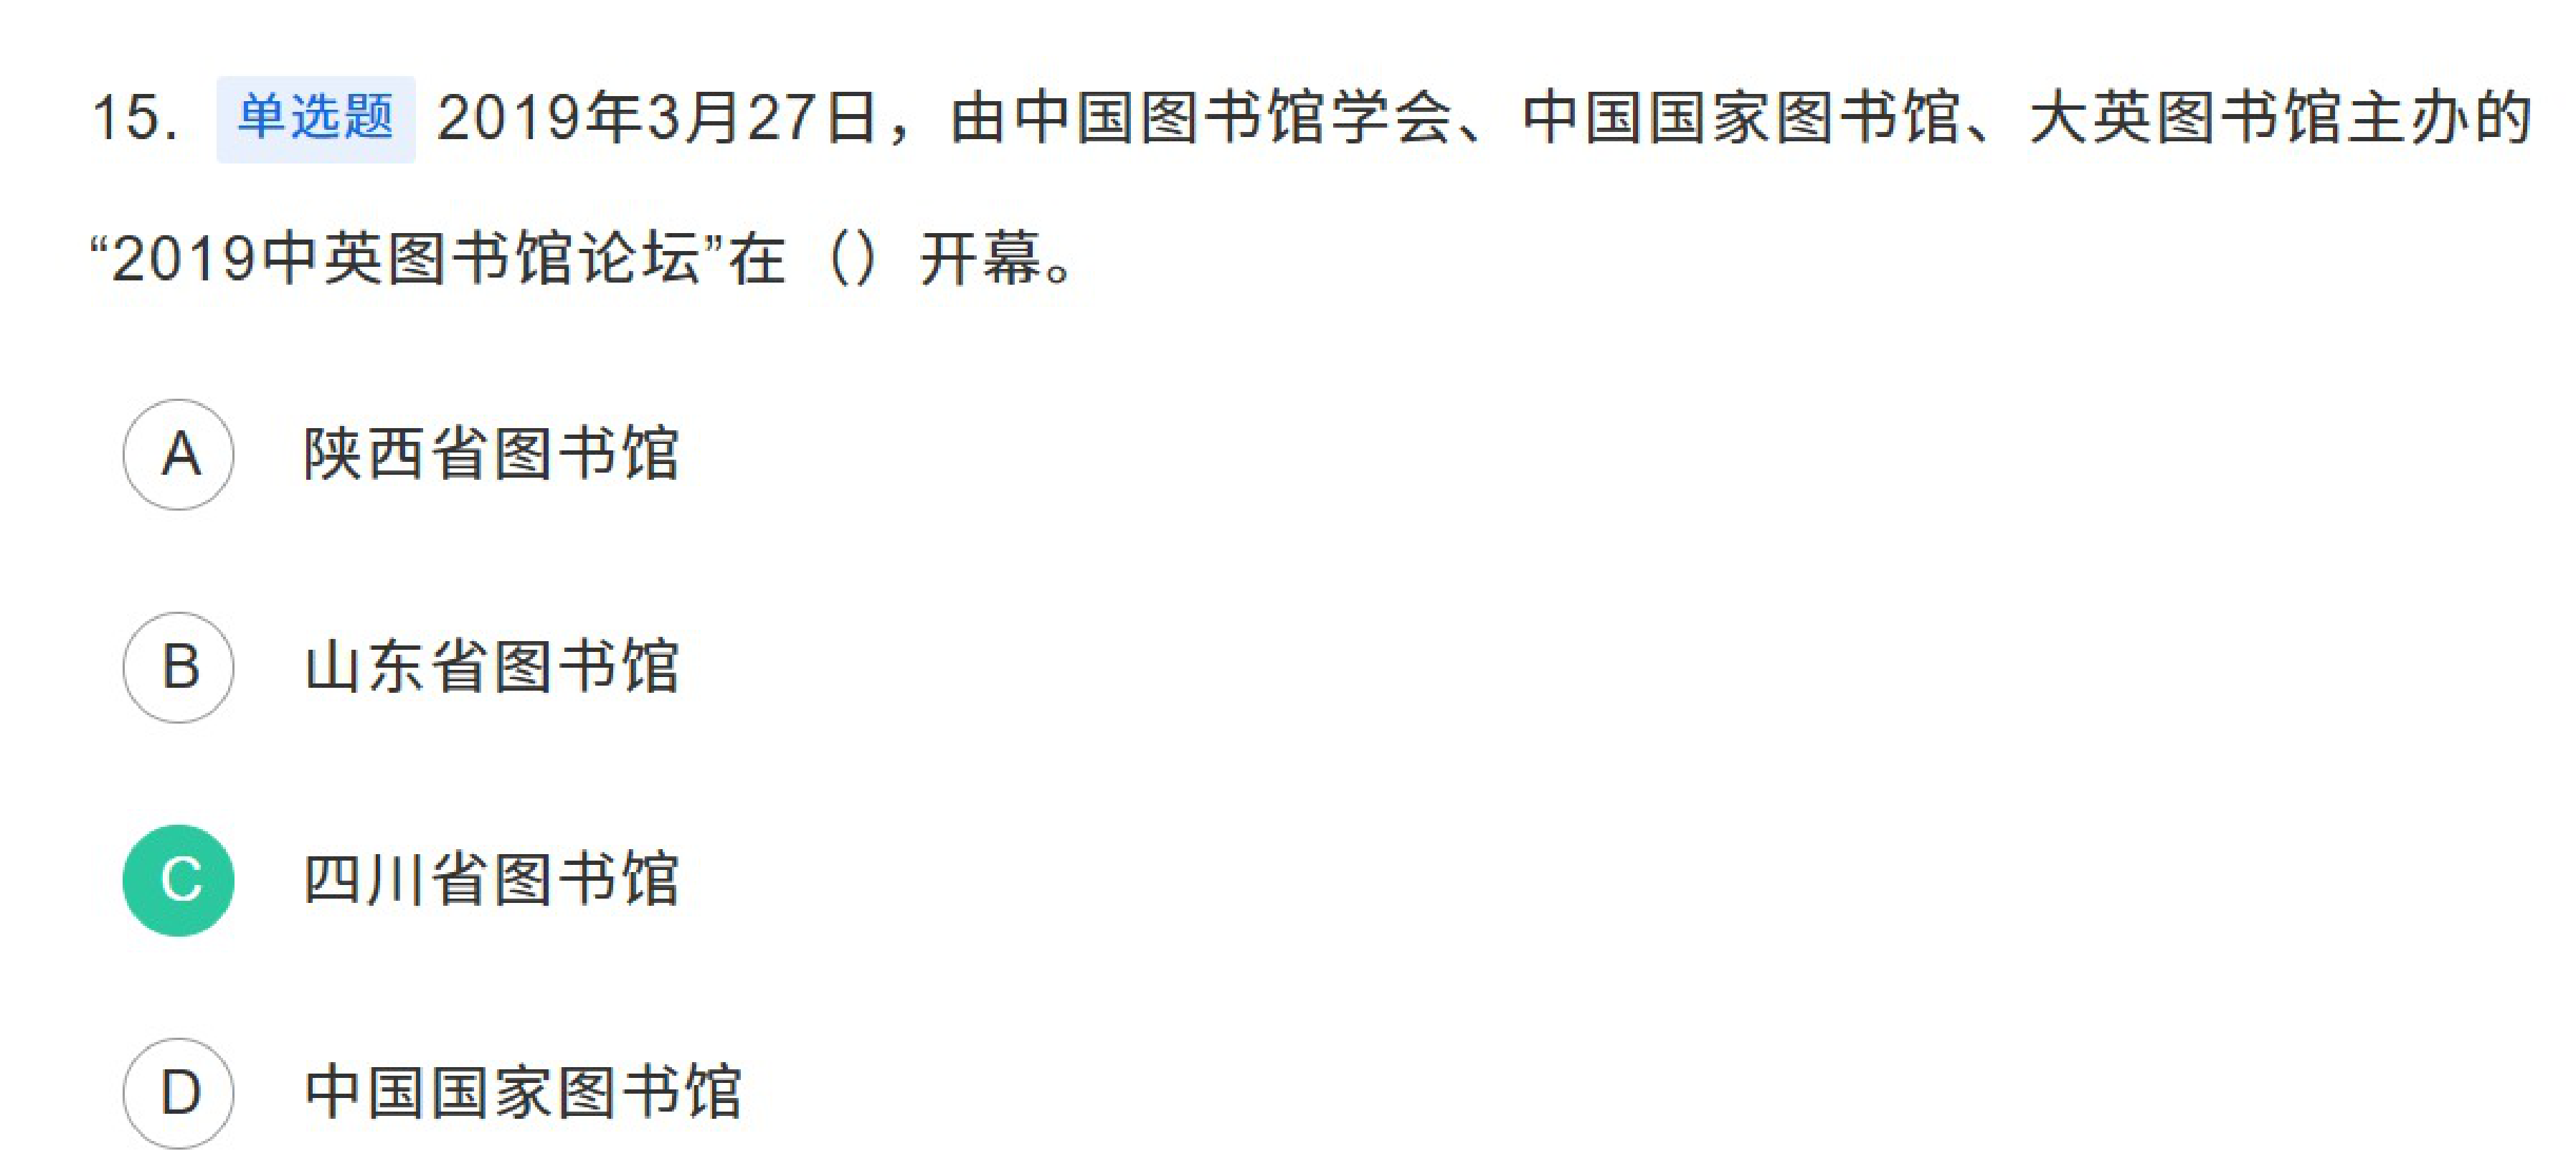 15. 单选题 2019年3月27日，由中国图书馆学会、中国国家图书馆、大英图书馆主办的
“2019中英图书馆论坛”在（）开幕。
A 陕西省图书馆
B 山东省图书馆
C 四川省图书馆
D 中国国家图书馆